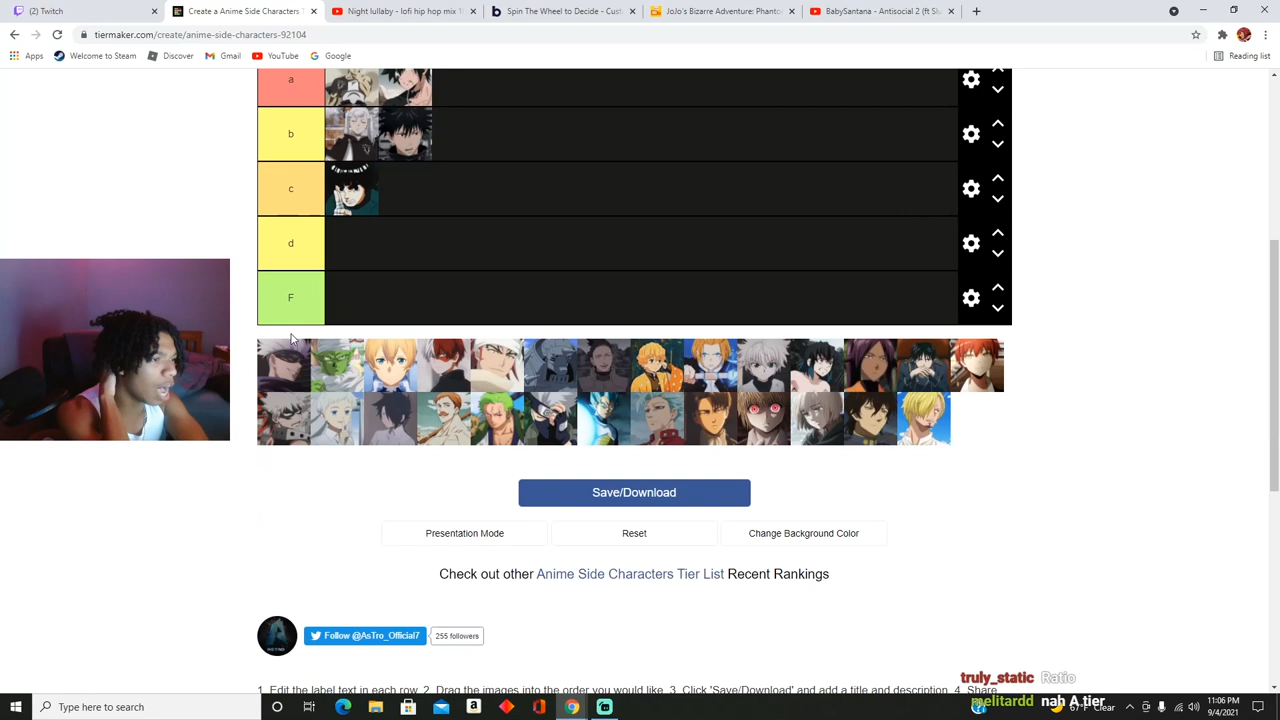 (2) Twitch
Create a Anime Side Characters T
Night lullaby - lofi hip hop mix 1
Spin The Wheel to Decide - Cust
JoJo's Bizarre Adventure: Phanto
BabySantana - Antisocial 2 (ft Slu
tiermaker.com/create/anime-side-characters-92104
Apps Welcome to Steam Discover Gmail YouTube Google Reading list
a
b
c
d
F
Save/Download
Presentation Mode Reset Change Background Color
Check out other Anime Side Characters Tier List Recent Rankings
Follow @AsTro_Official7 255 followers
truly_static Ratio
1. Edit the label text in each row. 2. Drag the images into the order you would like. 3. Click 'Save/Download' and add a title and description. 4. Share
melitardd nah A.tier
Type here to search
11:06 PM
9/4/2021